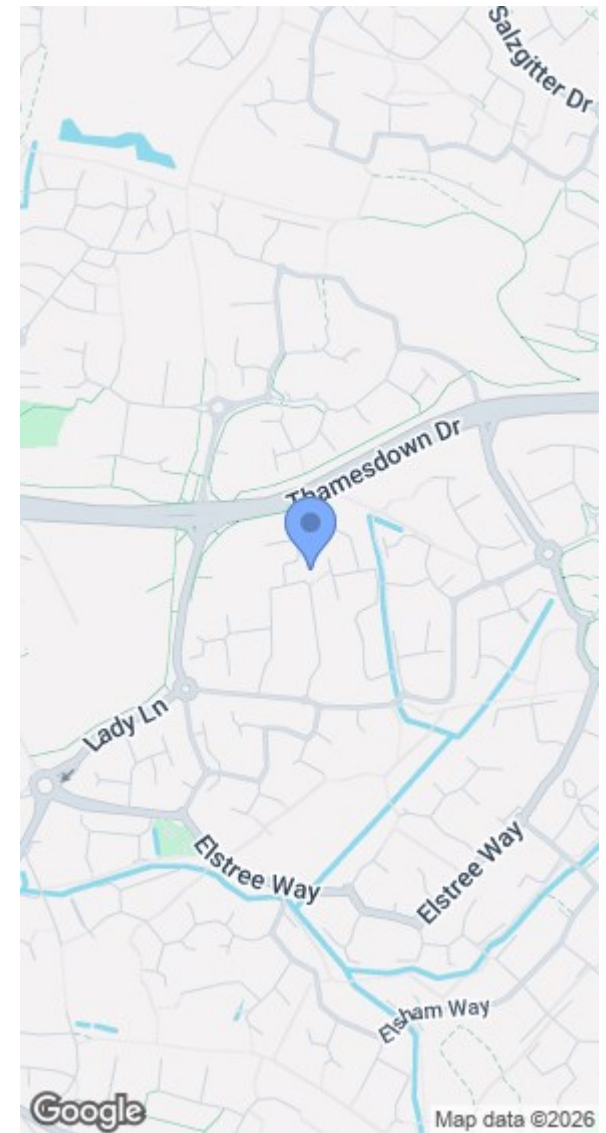 Salzgitter Dr
Thamesdown Dr
Lady Ln
Elstree Way
Elstree Way
Elsham Way
Google
Map data ©2026